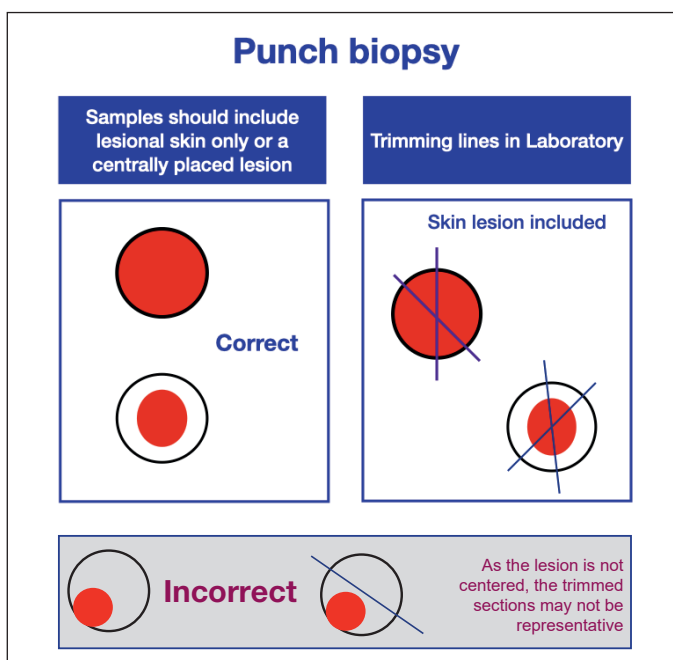 Punch biopsy
Samples should include
lesional skin only or a
centrally placed lesion
Trimming lines in Laboratory
Correct
Skin lesion included
Incorrect
As the lesion is not
centered, the trimmed
sections may not be
representative